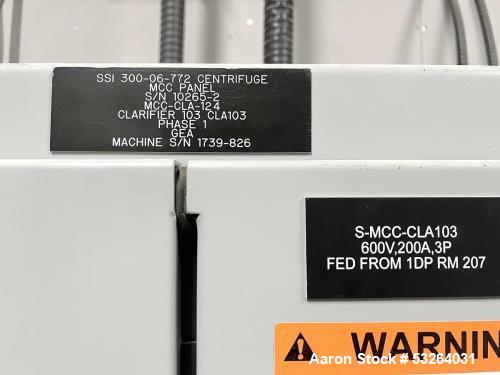 SSI 300-06-772 CENTRIFUGE
MCC PANEL
S/N 10265-2
MCC-CLA-124
CLARIFIER 103 CLA103
PHASE 1
GEA
MACHINE S/N 1739-826
S-MCC-CLA103
600V,200A,3P
FED FROM 1DP RM 207
WARNIN
Aaron Stock # 53264031